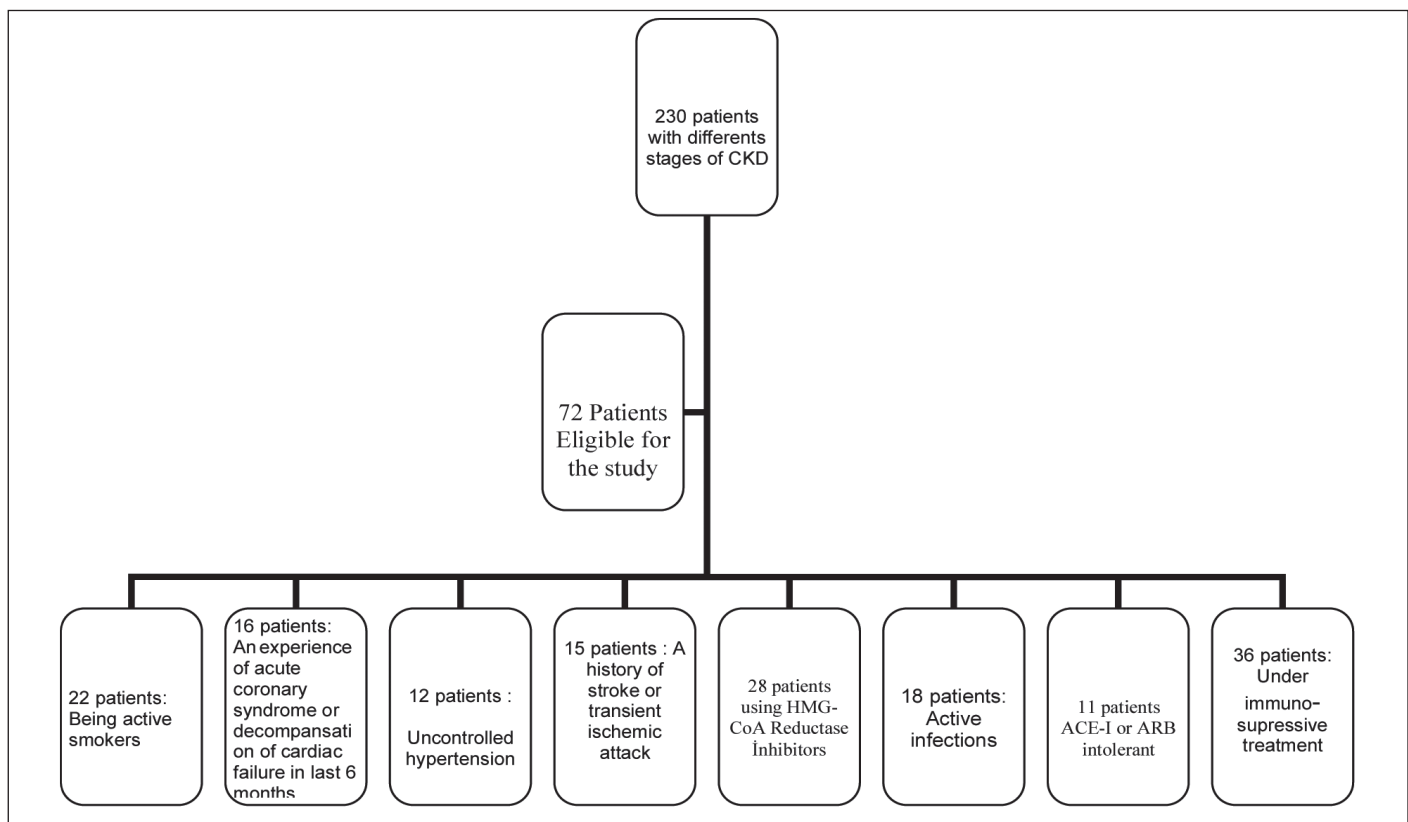 230 patients
with differents
stages of CKD
72 Patients
Eligible for
the study
22 patients:
Being active
smokers
16 patients:
An experience
of acute
coronary
syndrome or
decompansati
on of cardiac
failure in last 6
months
12 patients :
Uncontrolled
hypertension
15 patients : A
history of
stroke or
transient
ischemic
attack
28 patients
using HMG-
CoA Reductase
İnhibitors
18 patients:
Active
infections
11 patients
ACE-I or ARB
intolerant
36 patients:
Under
immuno-
supressive
treatment